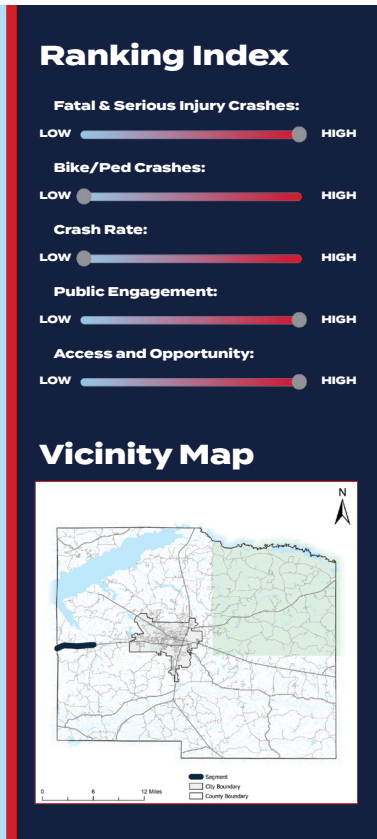 Ranking Index
Fatal & Serious Injury Crashes:
LOW HIGH
Bike/Ped Crashes:
LOW HIGH
Crash Rate:
LOW HIGH
Public Engagement:
LOW HIGH
Access and Opportunity:
LOW HIGH
Vicinity Map
N
Segment
City Boundary
County Boundary
0 6 12 Miles